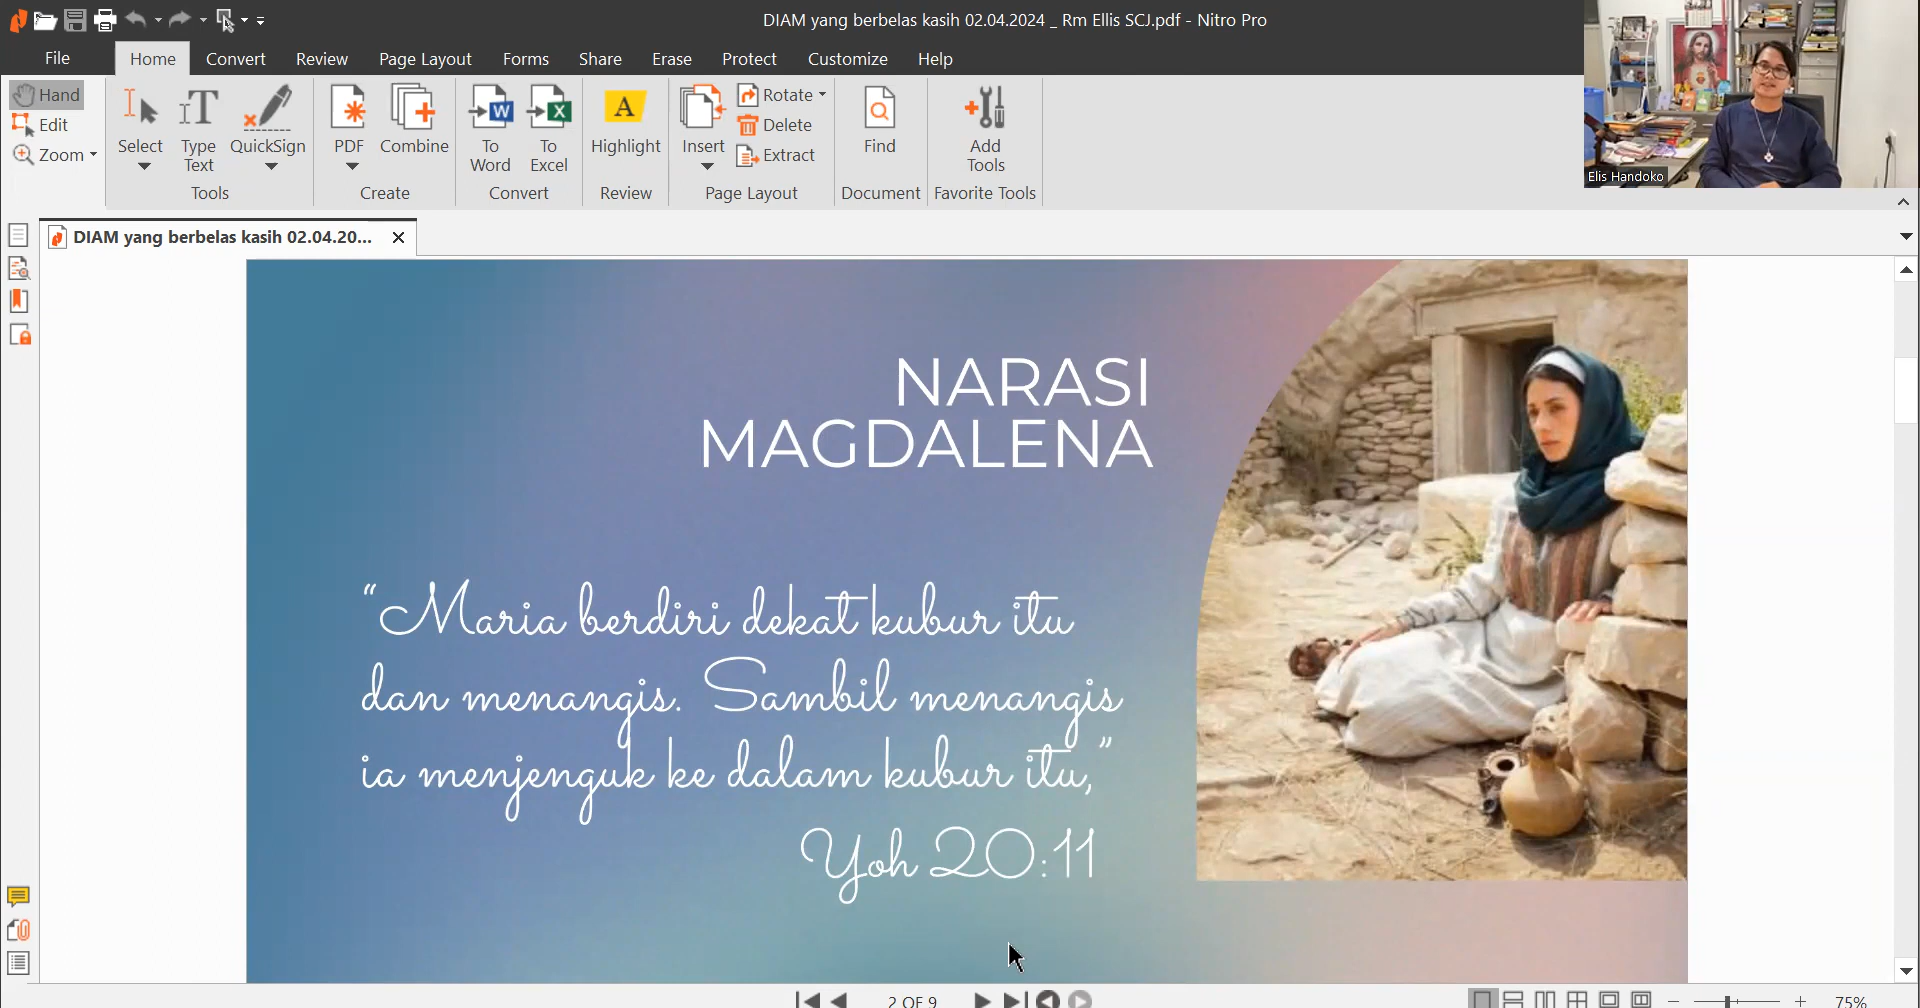 DIAM yang berbelas kasih 02.04.2024 _ Rm Ellis SCJ.pdf - Nitro Pro
File Home Convert Review Page Layout Forms Share Erase Protect Customize Help
Hand
Edit
Zoom
Select
Type Text
QuickSign
Tools
PDF
Combine
Create
To Word
To Excel
Convert
Highlight
Review
Insert
Rotate
Delete
Extract
Page Layout
Find
Document
Add Tools
Favorite Tools
Elis Handoko
DIAM yang berbelas kasih 02.04.20...
NARASI
MAGDALENA
“Maria berdiri dekat kubur itu
dan menangis. Sambil menangis
ia menjenguk ke dalam kubur itu,”
Yoh 20:11
2 OF 9
75%